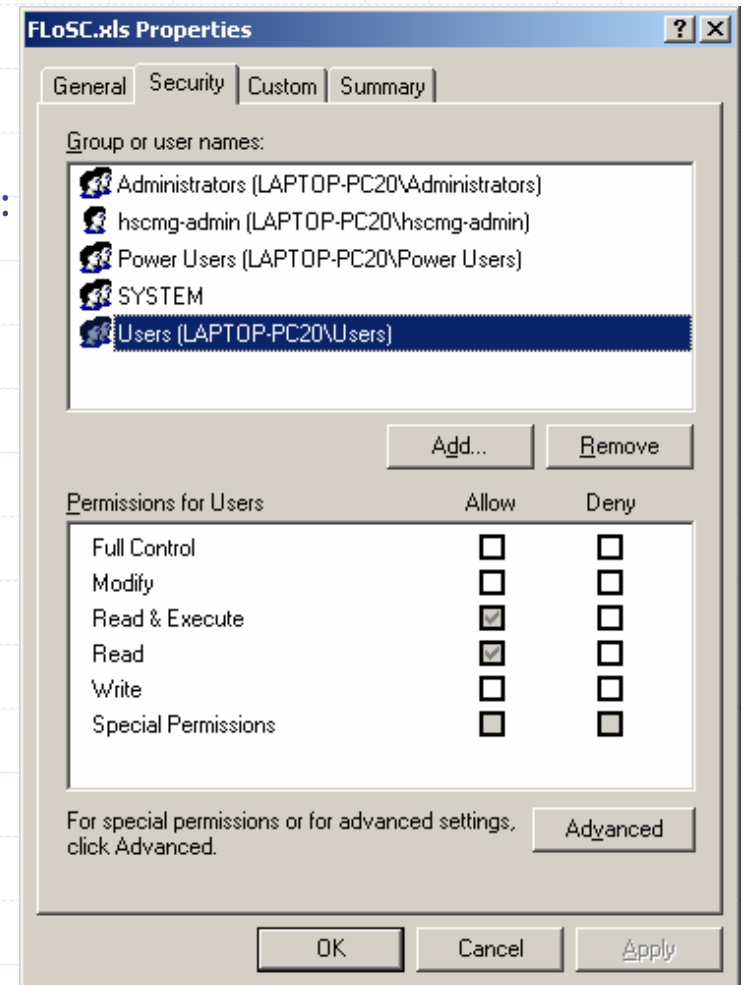 FLoSC.xls Properties
General Security Custom Summary
Group or user names:
:
Administrators (LAPTOP-PC20\Administrators)
hscmg-admin (LAPTOP-PC20\hscmg-admin)
Power Users (LAPTOP-PC20\Power Users)
SYSTEM
Users (LAPTOP-PC20\Users)
Add... Remove
Permissions for Users Allow Deny
Full Control
Modify
Read & Execute
Read
Write
Special Permissions
For special permissions or for advanced settings,
click Advanced.
Advanced
OK Cancel Apply